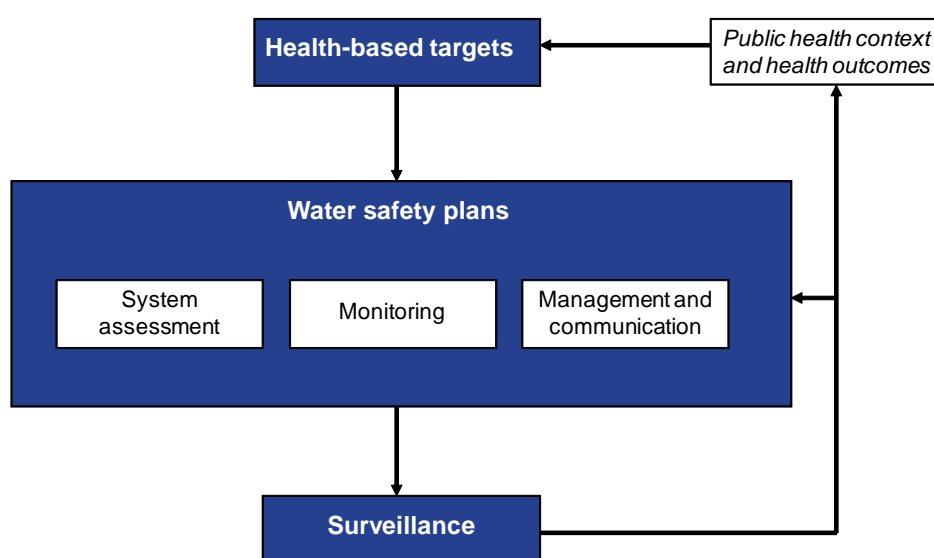 Health-based targets
Public health context
and health outcomes
Water safety plans
System
assessment
Monitoring
Management and
communication
Surveillance